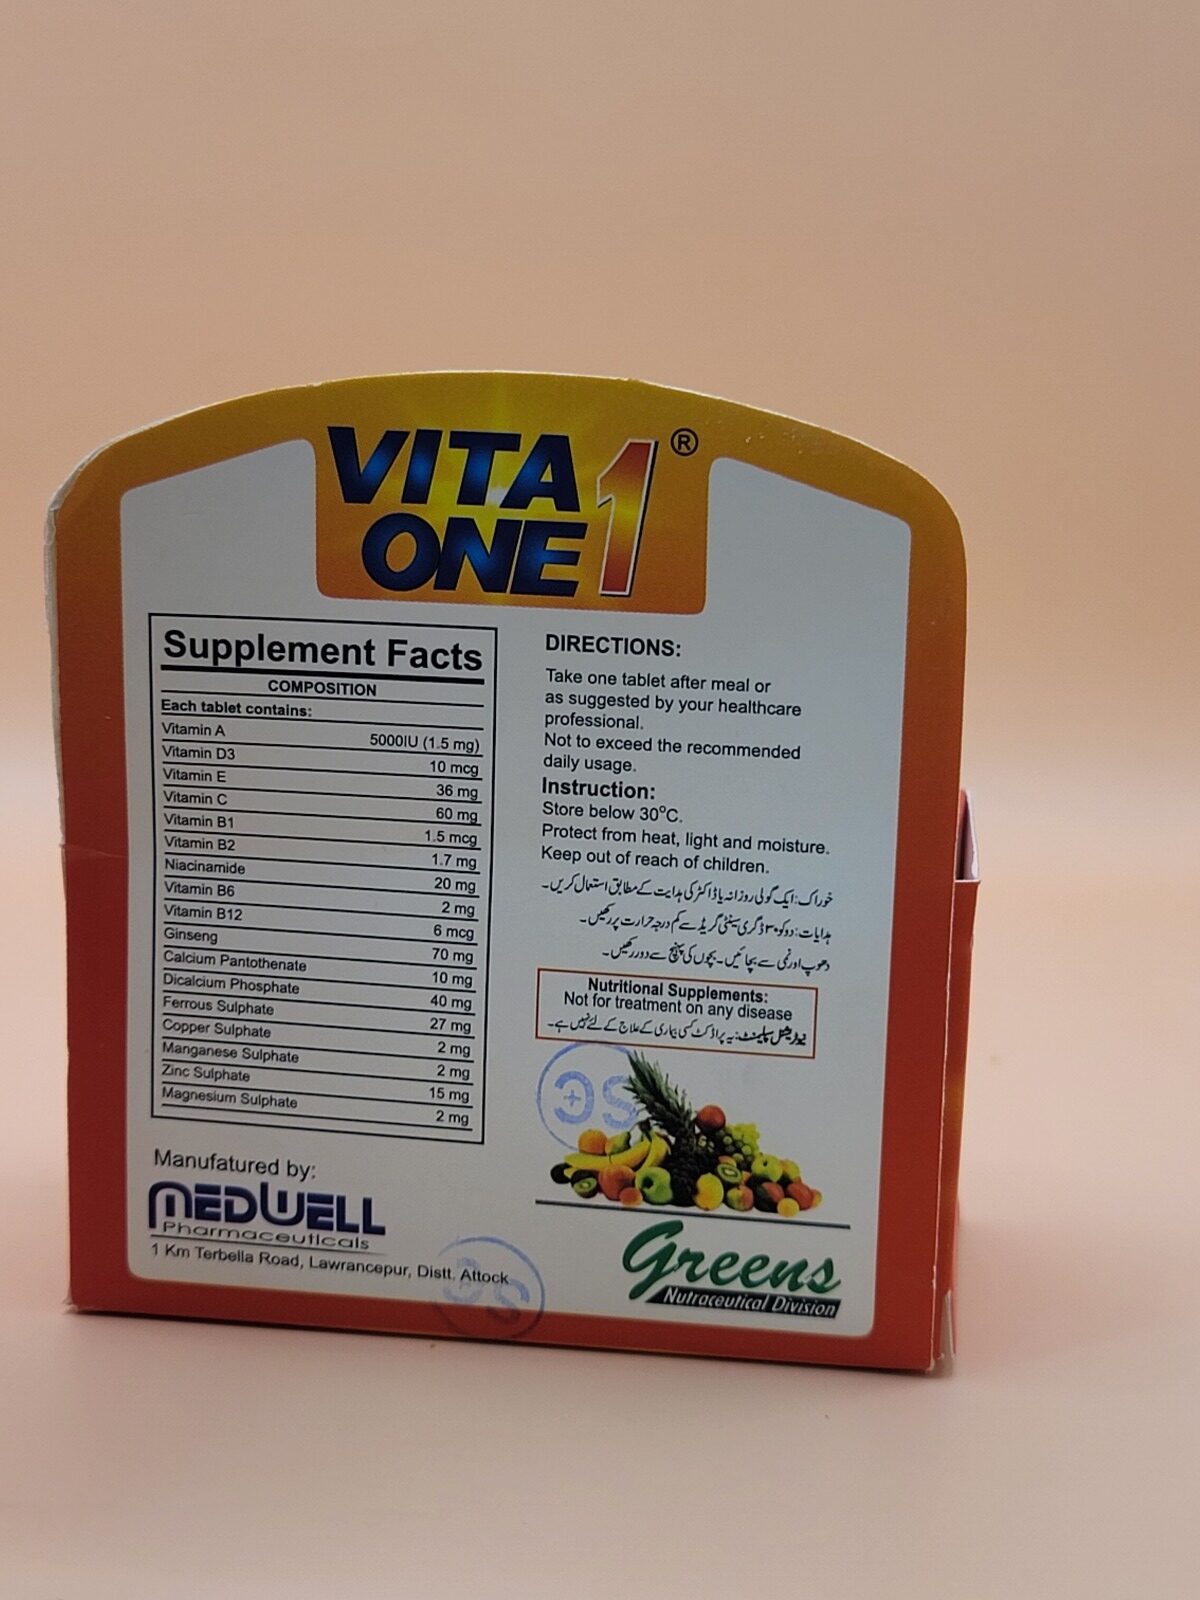 VITA
ONE 1 ®
Supplement Facts
COMPOSITION
Each tablet contains:
Vitamin A 5000IU (1.5 mg)
Vitamin D3 10 mcg
Vitamin E 36 mg
Vitamin C 60 mg
Vitamin B1 1.5 mcg
Vitamin B2 1.7 mg
Niacinamide 20 mg
Vitamin B6 2 mg
Vitamin B12 6 mcg
Ginseng 70 mg
Calcium Pantothenate 10 mg
Dicalcium Phosphate 40 mg
Ferrous Sulphate 27 mg
Copper Sulphate 2 mg
Manganese Sulphate 2 mg
Zinc Sulphate 15 mg
Magnesium Sulphate 2 mg
Manufatured by:
MEDWELL
Pharmaceuticals
1 Km Terbella Road, Lawrancepur, Distt. Attock
DIRECTIONS:
Take one tablet after meal or
as suggested by your healthcare
professional.
Not to exceed the recommended
daily usage.
Instruction:
Store below 30°C.
Protect from heat, light and moisture.
Keep out of reach of children.
خوراک: ایک گولی روزانہ یا ڈاکٹر کی ہدایت کے مطابق استعمال کریں۔
ہدایات: دوا کو ۳۰ ڈگری سینٹی گریڈ سے کم درجہ حرارت پر رکھیں۔
دھوپ اور نمی سے بچائیں۔ بچوں کی پہنچ سے دور رکھیں۔
Nutritional Supplements:
Not for treatment on any disease
نیوٹریشنل سپلیمنٹ: یہ پراڈکٹ کسی بیماری کے علاج کے لئے نہیں ہے۔
Greens
Nutraceutical Division